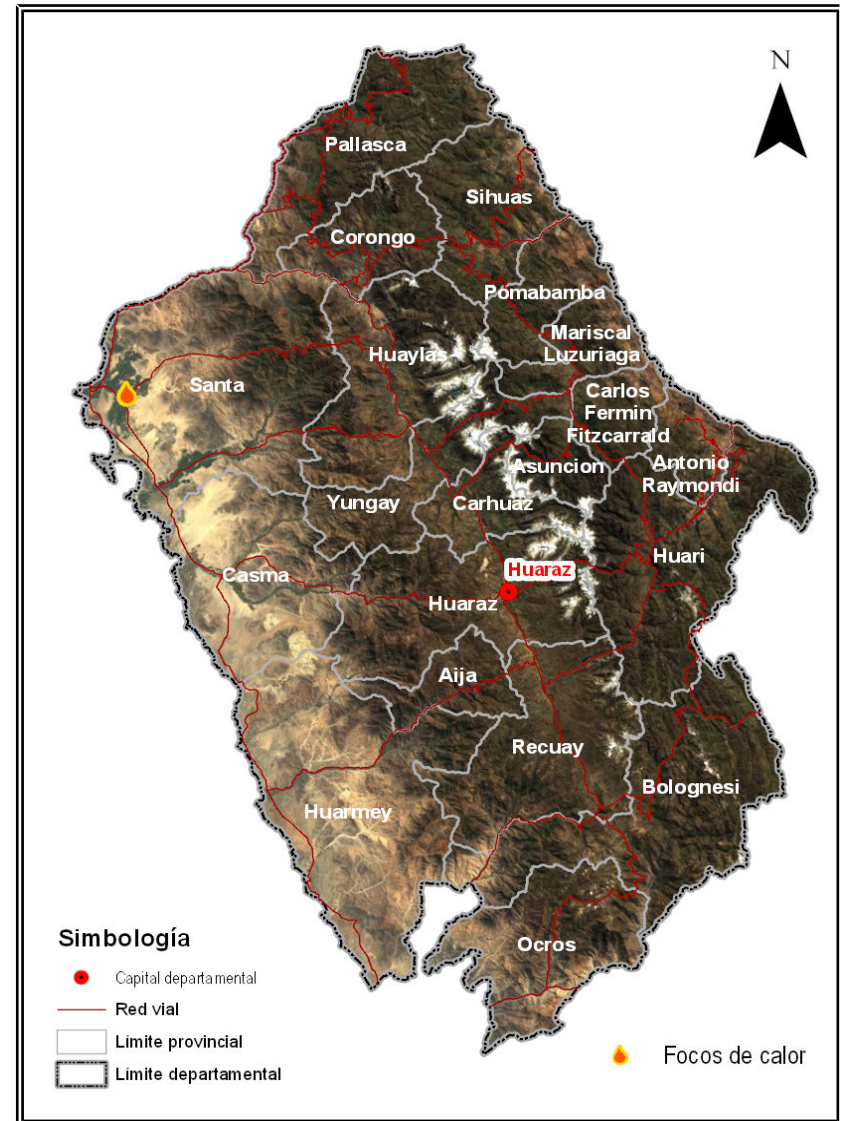 N
Pallasca
Sihuas
Corongo
Pomabamba
Mariscal
Luzuriaga
Huaylas
Santa
Carlos
Fermin
Fitzcarrald
Asuncion
Antonio
Raymondi
Yungay
Carhuaz
Huari
Huaraz
Casma
Huaraz
Aija
Recuay
Bolognesi
Huarmey
Ocros
Simbología
Capital departamental
Red vial
Límite provincial
Límite departamental
Focos de calor